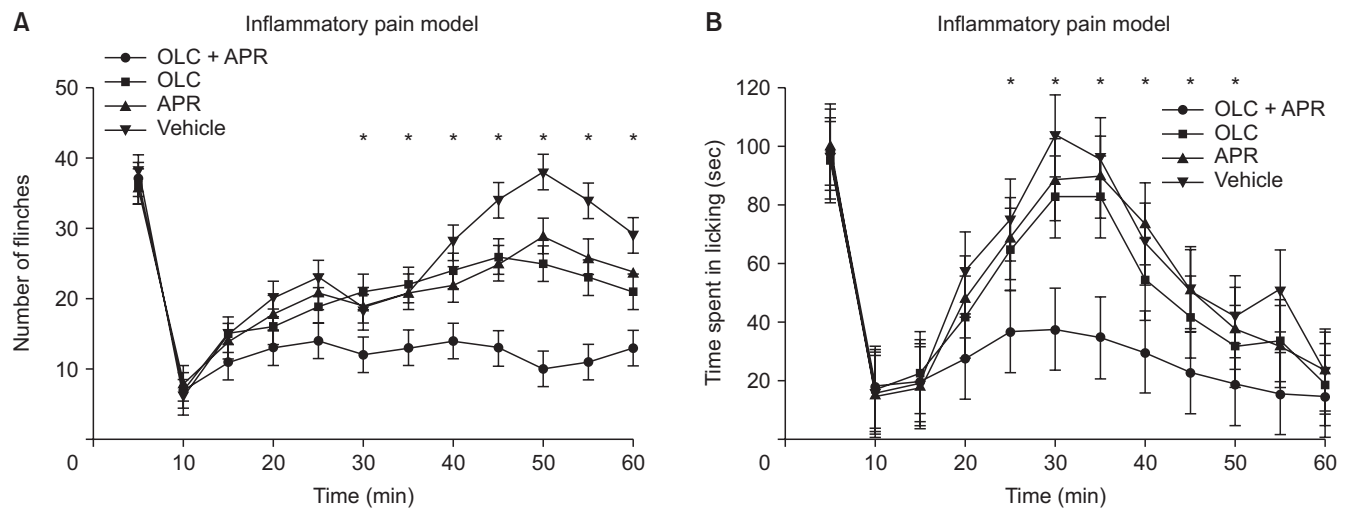 A
Inflammatory pain model
OLC + APR
OLC
APR
Vehicle
50
40
30
20
10
0
* * * * * * *
Number of flinches
10 20 30 40 50 60
Time (min)
B
Inflammatory pain model
120
100
80
60
40
20
0
* * * * * *
OLC + APR
OLC
APR
Vehicle
Time spent in licking (sec)
10 20 30 40 50 60
Time (min)